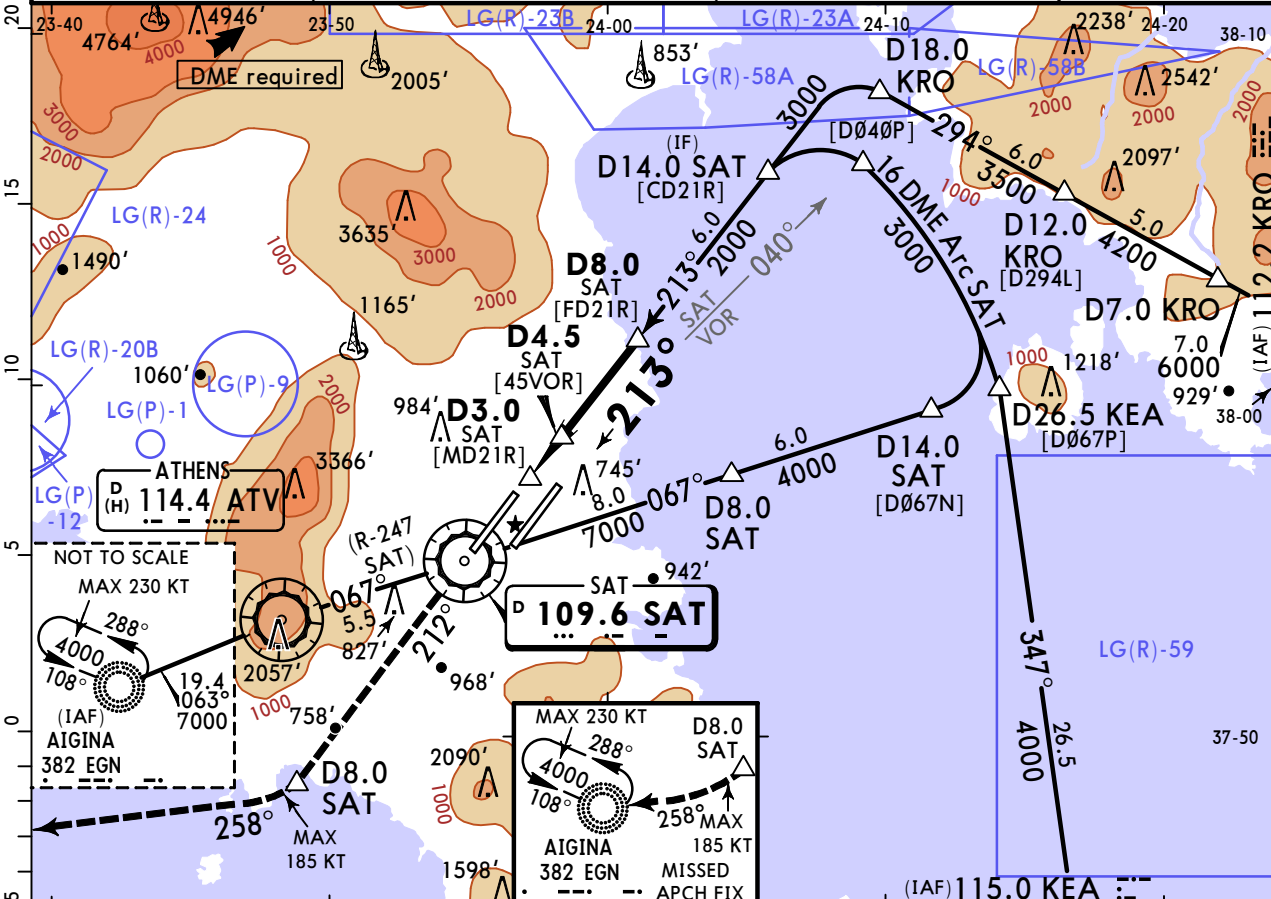 23-40
23-50
24-00
24-10
24-20
20
4946'
4764'
4000
DME required
2005'
LG(R)-23B
LG(R)-23A
853'
LG(R)-58A
D18.0
KRO
LG(R)-58B
2238'
38-10
2542'
2000
2000
2000
3000
2000
3000
[DØ4ØP]
294°
6.0
3500
2097'
1000
(IF)
D14.0 SAT
[CD21R]
15
LG(R)-24
1000
1490'
3635'
3000
2000
1000
6.0
213°
2000
SAT
VOR
040°
16 DME Arc SAT
3000
D12.0
KRO
[D294L]
5.0
4200
D7.0 KRO
7.0
6000
929'
38-00
(IAF) 112.2 KRO
D8.0
SAT
[FD21R]
1165'
D4.5
SAT
[45VOR]
213°
10
LG(R)-20B
1060'
LG(P)-9
LG(P)-1
2000
984'
D3.0
SAT
[MD21R]
1000
1218'
D26.5 KEA
[DØ67P]
D14.0
SAT
[DØ67N]
6.0
4000
D8.0
SAT
745'
8.0
067°
7000
3366'
LG(P)
-12
ATHENS
D
(H)
114.4 ATV
(R-247
SAT)
5
067°
5.5
827'
942'
SAT
D
109.6 SAT
NOT TO SCALE
MAX 230 KT
288°
4000
108°
(IAF)
AIGINA
382 EGN
19.4
063°
7000
2057'
1000
212°
968'
758'
0
D8.0
SAT
258°
MAX
185 KT
2090'
1000
1598'
MAX 230 KT
288°
4000
108°
D8.0
SAT
258°
MAX
185 KT
AIGINA
382 EGN
MISSED
APCH FIX
LG(R)-59
37-50
347°
26.5
4000
(IAF) 115.0 KEA
5